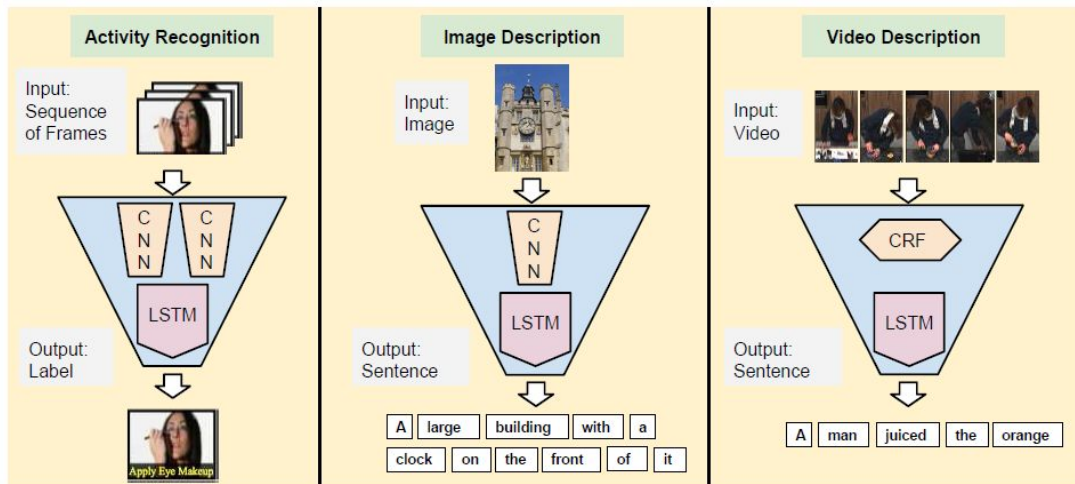 Activity Recognition
Input:
Sequence
of Frames
C
N
N
C
N
N
LSTM
Output:
Label
Apply Eye Makeup
Image Description
Input:
Image
C
N
N
LSTM
Output:
Sentence
A large building with a
clock on the front of it
Video Description
Input:
Video
CRF
LSTM
Output:
Sentence
A man juiced the orange